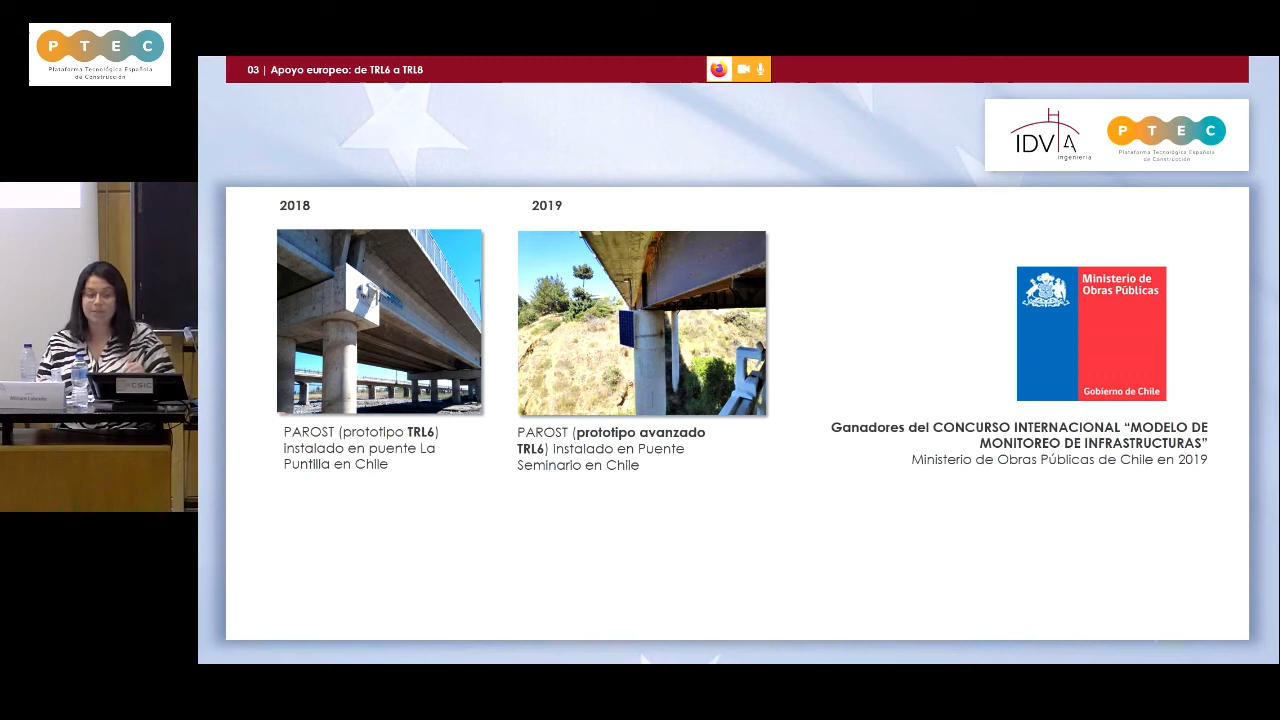 P T E C
Plataforma Tecnológica Española
de Construcción
03 | Apoyo europeo: de TRL6 a TRL8
IDVIA
ingeniería
P T E C
Plataforma Tecnológica Española
de Construcción
2018
2019
Ministerio de
Obras Públicas
Gobierno de Chile
PAROST (prototipo TRL6)
instalado en puente La
Puntilla en Chile
PAROST (prototipo avanzado
TRL6) instalado en Puente
Seminario en Chile
Ganadores del CONCURSO INTERNACIONAL “MODELO DE
MONITOREO DE INFRASTRUCTURAS”
Ministerio de Obras Públicas de Chile en 2019
CSIC